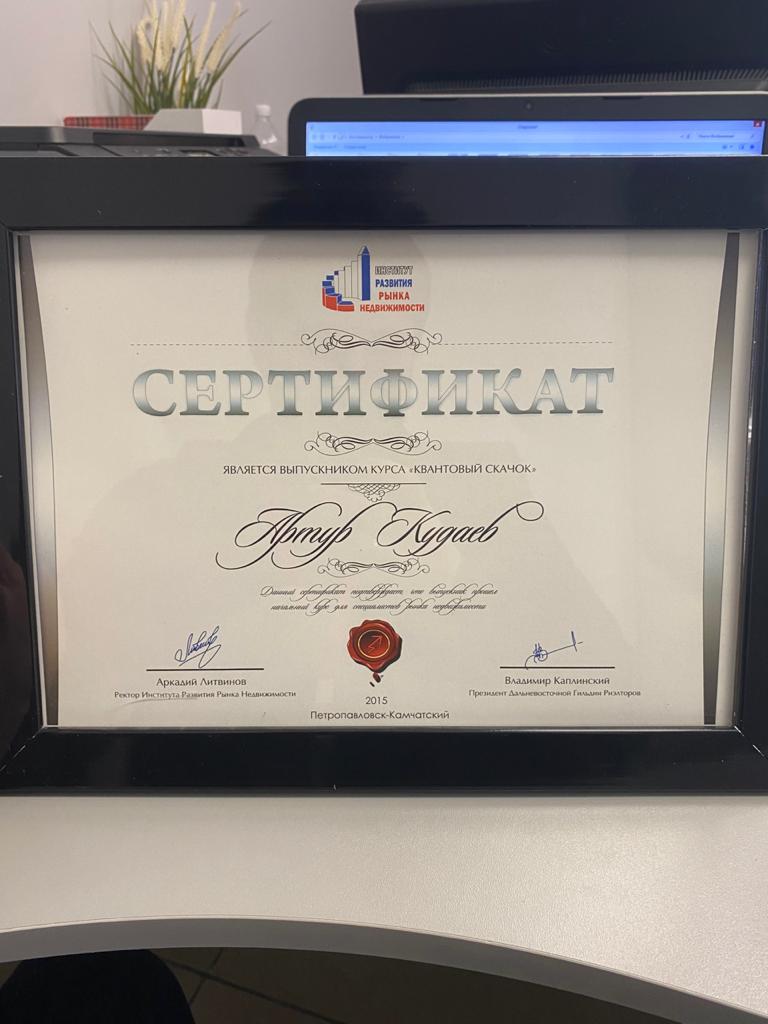 ИНСТИТУТ
РАЗВИТИЯ
РЫНКА
НЕДВИЖИМОСТИ
СЕРТИФИКАТ
ЯВЛЯЕТСЯ ВЫПУСКНИКОМ КУРСА «КВАНТОВЫЙ СКАЧОК»
Артур Кудаев
Данный сертификат подтверждает, что выпускник прошел
начальный курс для специалистов рынка недвижимости
Аркадий Литвинов
Ректор Института Развития Рынка Недвижимости
Владимир Каплинский
Президент Дальневосточной Гильдии Риэлторов
2015
Петропавловск-Камчатский